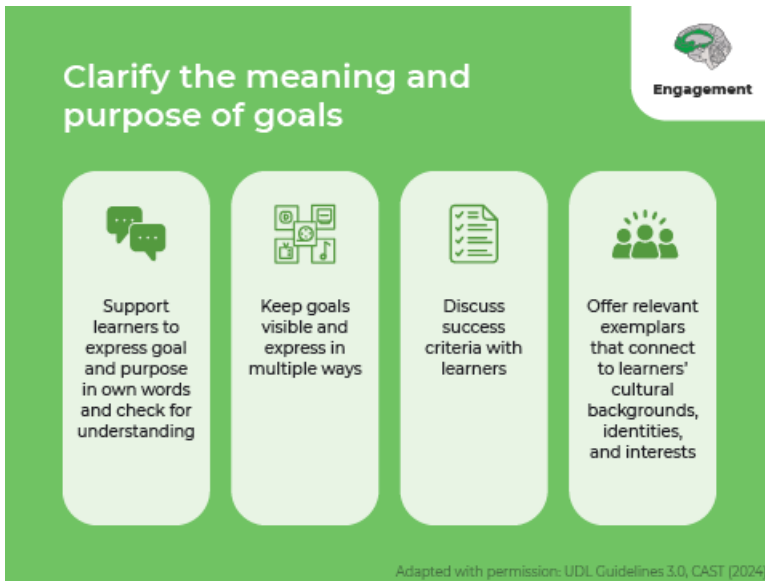 Clarify the meaning and
purpose of goals
Engagement
Support
learners to
express goal
and purpose
in own words
and check for
understanding
Keep goals
visible and
express in
multiple ways
Discuss
success
criteria with
learners
Offer relevant
exemplars
that connect
to learners'
cultural
backgrounds,
identities,
and interests
Adapted with permission: UDL Guidelines 3.0, CAST (2024)